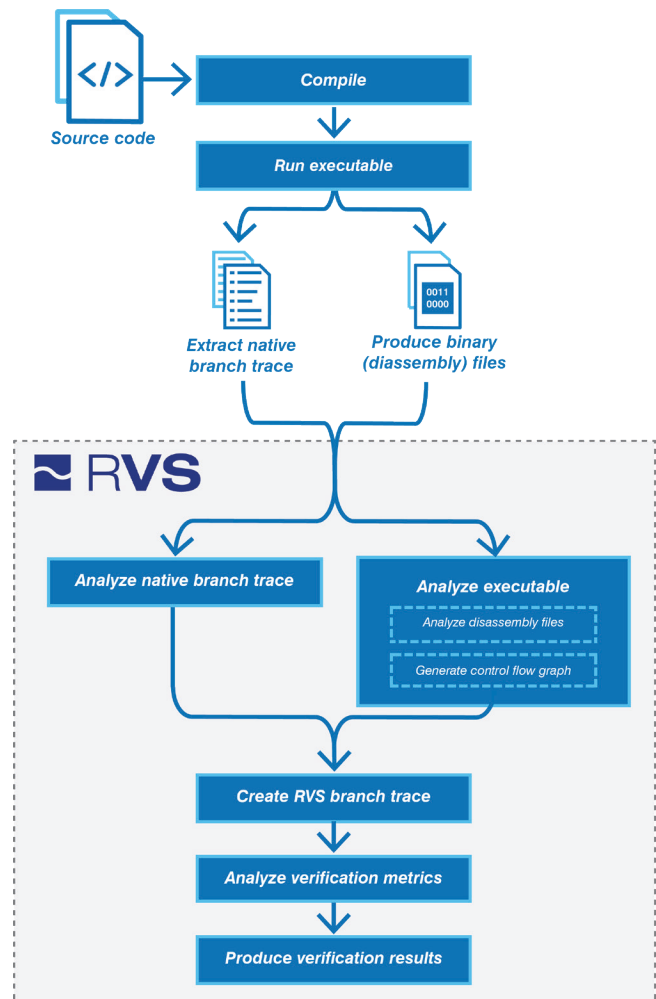 </>
Source code
Compile
Run executable
0011
0000
Extract native
branch trace
Produce binary
(diassembly) files
RVS
Analyze native branch trace
Analyze executable
Analyze disassembly files
Generate control flow graph
Create RVS branch trace
Analyze verification metrics
Produce verification results